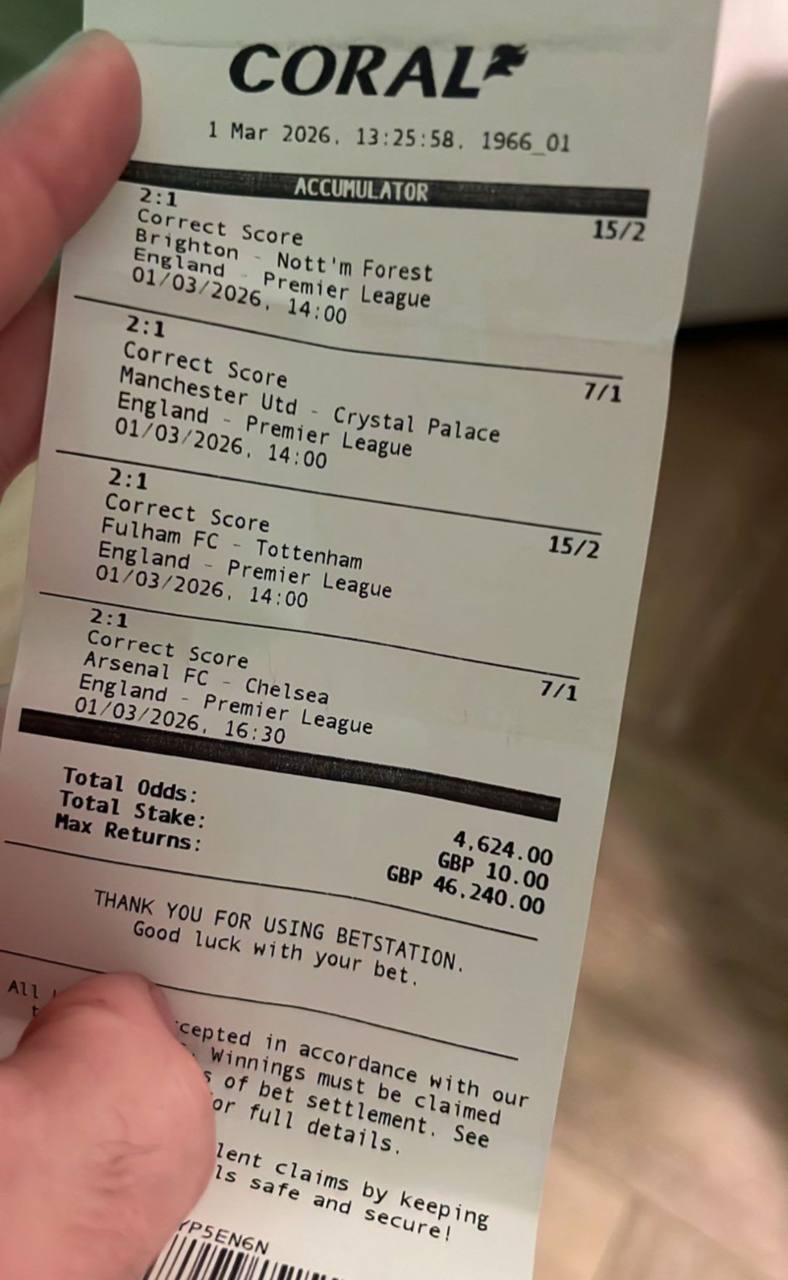 CORAL
1 Mar 2026, 13:25:58, 1966_01
ACCUMULATOR
2:1 15/2
Correct Score
Brighton - Nott'm Forest
England - Premier League
01/03/2026, 14:00
2:1 7/1
Correct Score
Manchester Utd - Crystal Palace
England - Premier League
01/03/2026, 14:00
2:1 15/2
Correct Score
Fulham FC - Tottenham
England - Premier League
01/03/2026, 14:00
2:1 7/1
Correct Score
Arsenal FC - Chelsea
England - Premier League
01/03/2026, 16:30
Total Odds: 4,624.00
Total Stake: GBP 10.00
Max Returns: GBP 46,240.00
THANK YOU FOR USING BETSTATION.
Good luck with your bet.
All
cepted in accordance with our
Winnings must be claimed
s of bet settlement. See
or full details.
lent claims by keeping
ls safe and secure!
YP5EN6N